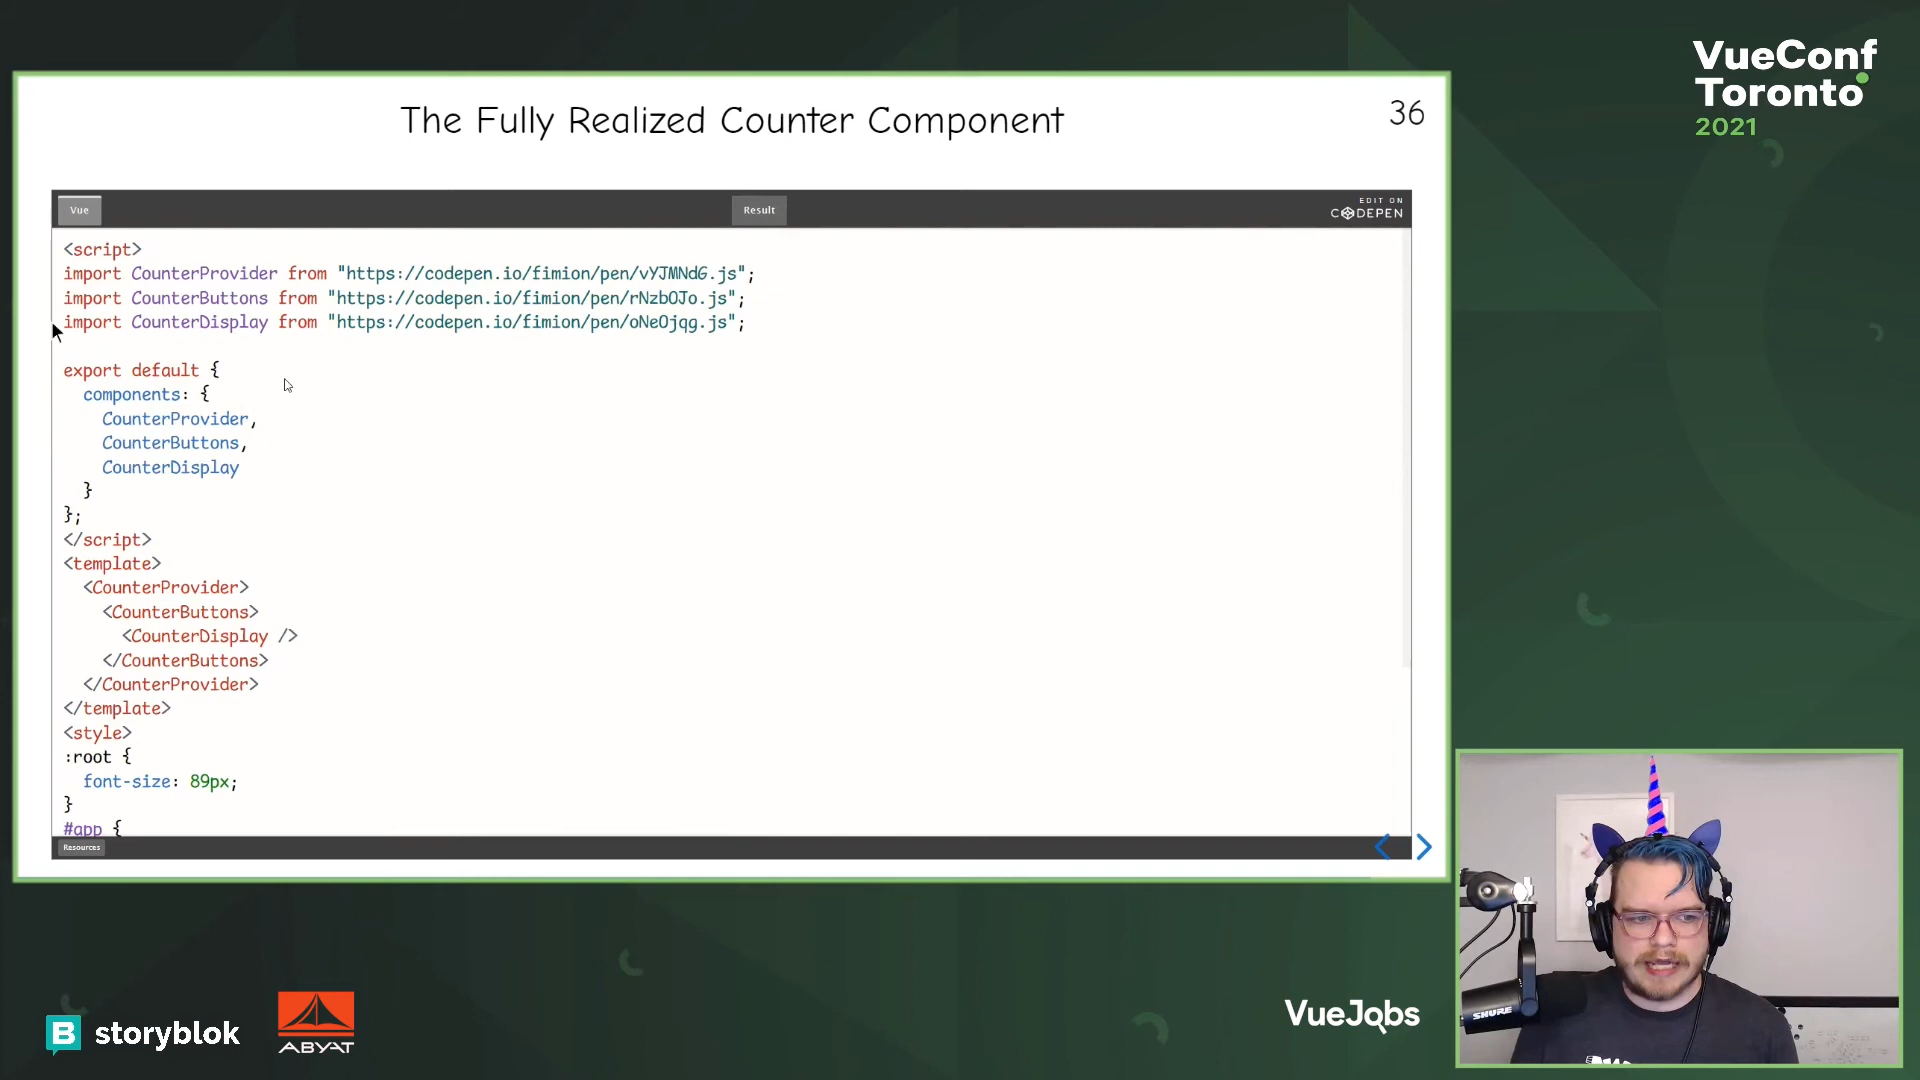 VueConf
Toronto
2021
The Fully Realized Counter Component
36
Vue
Result
EDIT ON
CODEPEN
<script>
import CounterProvider from "https://codepen.io/fimion/pen/vYJMNdG.js";
import CounterButtons from "https://codepen.io/fimion/pen/rNzbOJo.js";
import CounterDisplay from "https://codepen.io/fimion/pen/oNeOjqg.js";
export default {
components: {
CounterProvider,
CounterButtons,
CounterDisplay
}
};
</script>
<template>
<CounterProvider>
<CounterButtons>
<CounterDisplay />
</CounterButtons>
</CounterProvider>
</template>
<style>
:root {
font-size: 89px;
}
#app {
Resources
SHURE
storyblok
ABYAT
VueJobs